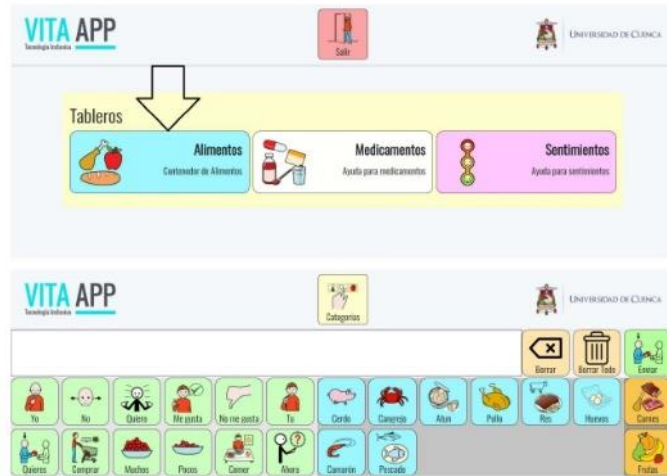 VITA APP
Tecnología Inclusiva
Salir
UNIVERSIDAD DE CUENCA
Tableros
Alimentos
Contenedor de Alimentos
Medicamentos
Ayuda para medicamentos
Sentimientos
Ayuda para sentimientos
VITA APP
Tecnología Inclusiva
Categorías
UNIVERSIDAD DE CUENCA
Borrar
Borrar Todo
Enviar
Yo
No
Quiero
Me gusta
No me gusta
Tu
Cerdo
Cangrejo
Atun
Pollo
Res
Huevos
Carnes
Quieres
Comprar
Muchos
Pocos
Comer
Ahora
Camarón
Pescado
Frutas